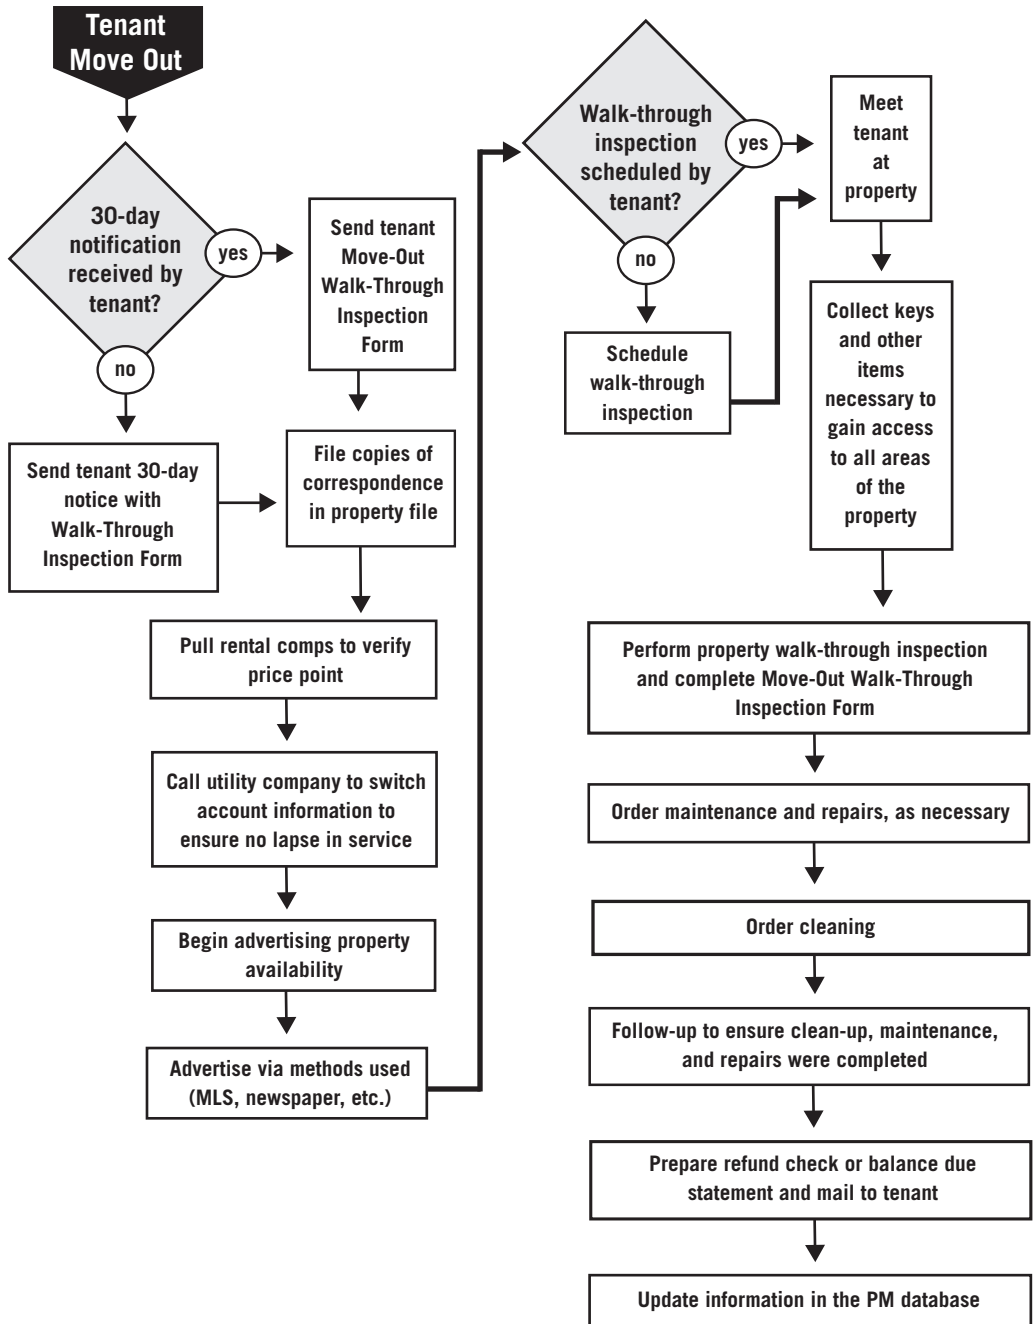 Tenant
Move Out
30-day
notification
received by
tenant?
yes
no
Send tenant
Move-Out
Walk-Through
Inspection
Form
Send tenant 30-day
notice with
Walk-Through
Inspection Form
File copies of
correspondence
in property file
Pull rental comps to verify
price point
Call utility company to switch
account information to
ensure no lapse in service
Begin advertising property
availability
Advertise via methods used
(MLS, newspaper, etc.)
Walk-through
inspection
scheduled by
tenant?
yes
no
Schedule
walk-through
inspection
Meet
tenant
at
property
Collect keys
and other
items
necessary to
gain access
to all areas
of the
property
Perform property walk-through inspection
and complete Move-Out Walk-Through
Inspection Form
Order maintenance and repairs, as necessary
Order cleaning
Follow-up to ensure clean-up, maintenance,
and repairs were completed
Prepare refund check or balance due
statement and mail to tenant
Update information in the PM database